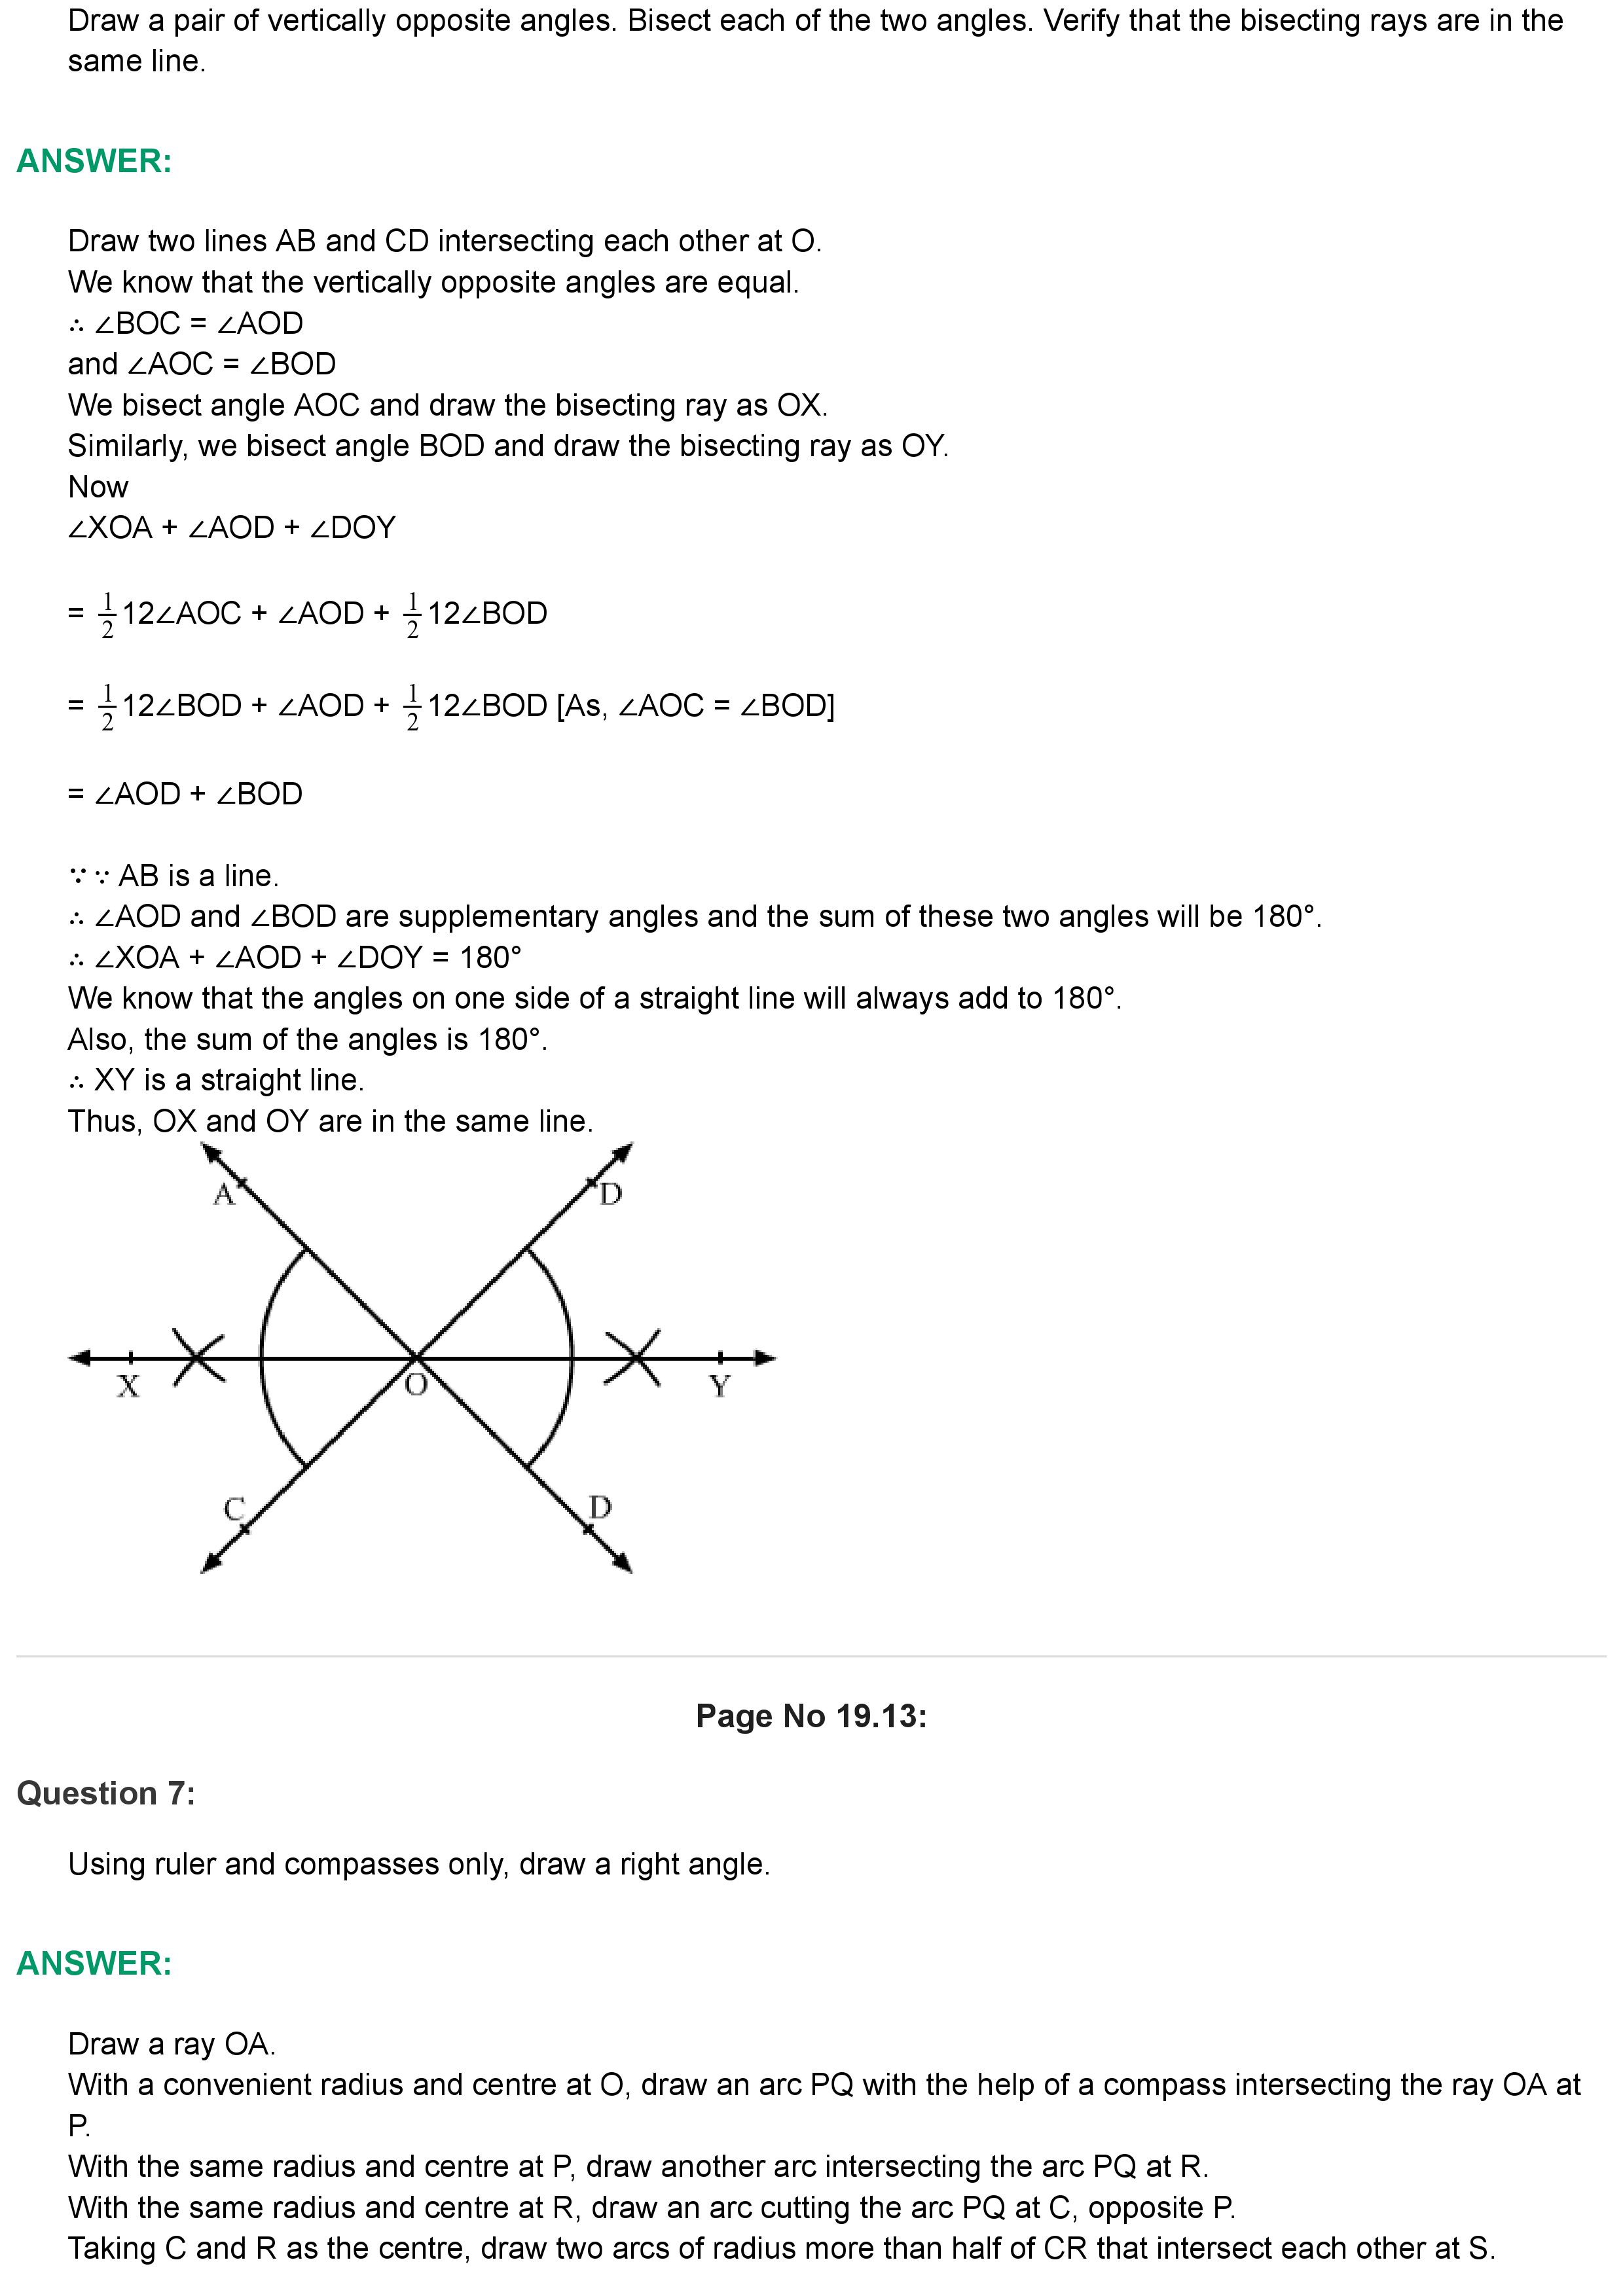 Draw a pair of vertically opposite angles. Bisect each of the two angles. Verify that the bisecting rays are in the
same line.
ANSWER:
Draw two lines AB and CD intersecting each other at O.
We know that the vertically opposite angles are equal.
∴ ∠BOC = ∠AOD
and ∠AOC = ∠BOD
We bisect angle AOC and draw the bisecting ray as OX.
Similarly, we bisect angle BOD and draw the bisecting ray as OY.
Now
∠XOA + ∠AOD + ∠DOY
= 1/2 12∠AOC + ∠AOD + 1/2 12∠BOD
= 1/2 12∠BOD + ∠AOD + 1/2 12∠BOD [As, ∠AOC = ∠BOD]
= ∠AOD + ∠BOD
∵ ∵ AB is a line.
∴ ∠AOD and ∠BOD are supplementary angles and the sum of these two angles will be 180°.
∴ ∠XOA + ∠AOD + ∠DOY = 180°
We know that the angles on one side of a straight line will always add to 180°.
Also, the sum of the angles is 180°.
∴ XY is a straight line.
Thus, OX and OY are in the same line.
A D
X O Y
C D
Page No 19.13:
Question 7:
Using ruler and compasses only, draw a right angle.
ANSWER:
Draw a ray OA.
With a convenient radius and centre at O, draw an arc PQ with the help of a compass intersecting the ray OA at
P.
With the same radius and centre at P, draw another arc intersecting the arc PQ at R.
With the same radius and centre at R, draw an arc cutting the arc PQ at C, opposite P.
Taking C and R as the centre, draw two arcs of radius more than half of CR that intersect each other at S.